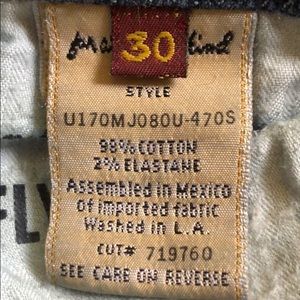 30
STYLE
U170MJ080U-470S
98% COTTON
2% ELASTANE
Assembled in Mexico
of imported fabric
Washed in L.A.
CUT# 719760
SEE CARE ON REVERSE